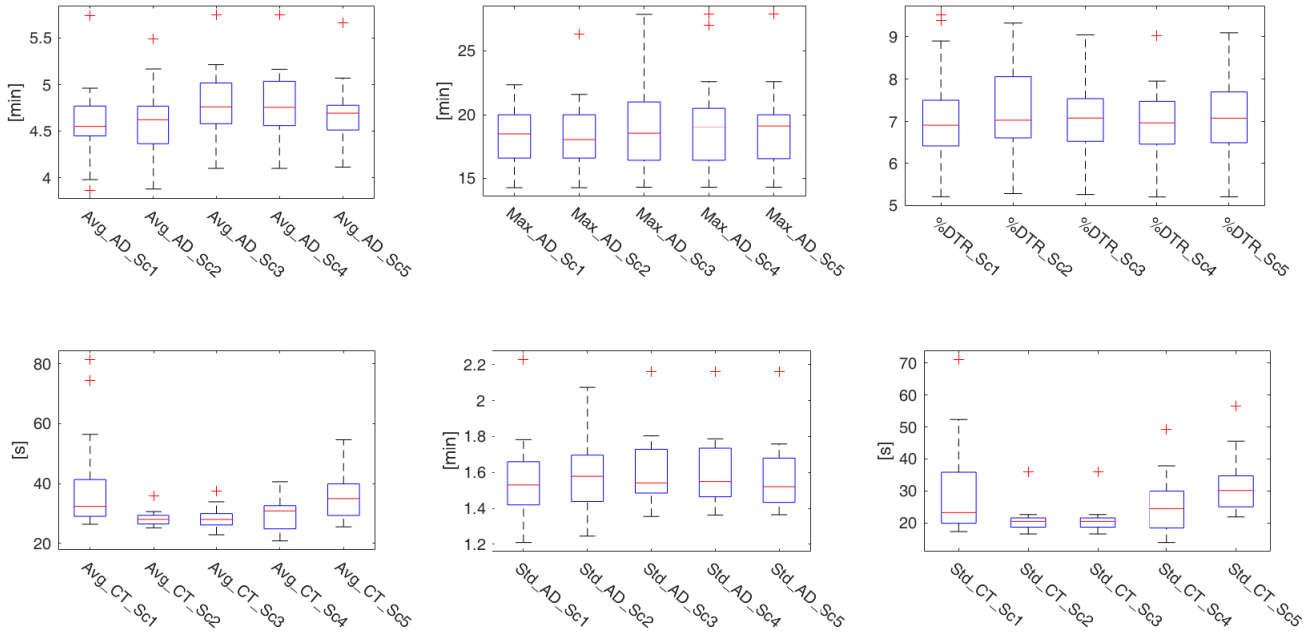 [min]
5.5
5
4.5
4
Avg_AD_Sc1
Avg_AD_Sc2
Avg_AD_Sc3
Avg_AD_Sc4
Avg_AD_Sc5
[min]
25
20
15
Max_AD_Sc1
Max_AD_Sc2
Max_AD_Sc3
Max_AD_Sc4
Max_AD_Sc5
9
8
7
6
5
%DTR_Sc1
%DTR_Sc2
%DTR_Sc3
%DTR_Sc4
%DTR_Sc5
[s]
80
60
40
20
Avg_CT_Sc1
Avg_CT_Sc2
Avg_CT_Sc3
Avg_CT_Sc4
Avg_CT_Sc5
[min]
2.2
2
1.8
1.6
1.4
1.2
Std_AD_Sc1
Std_AD_Sc2
Std_AD_Sc3
Std_AD_Sc4
Std_AD_Sc5
[s]
70
60
50
40
30
20
Std_CT_Sc1
Std_CT_Sc2
Std_CT_Sc3
Std_CT_Sc4
Std_CT_Sc5